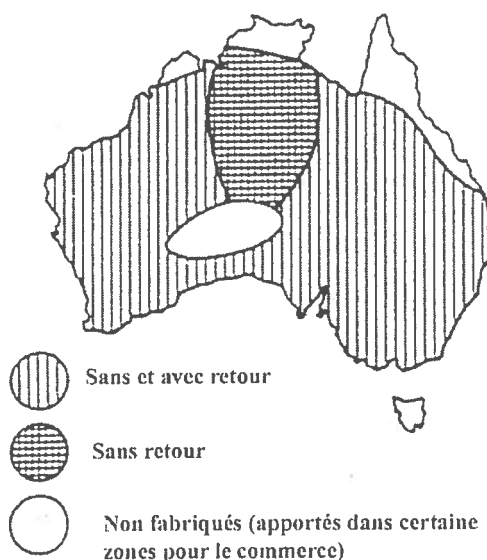 Sans et avec retour
Sans retour
Non fabriqués (apportés dans certaine
zones pour le commerce)